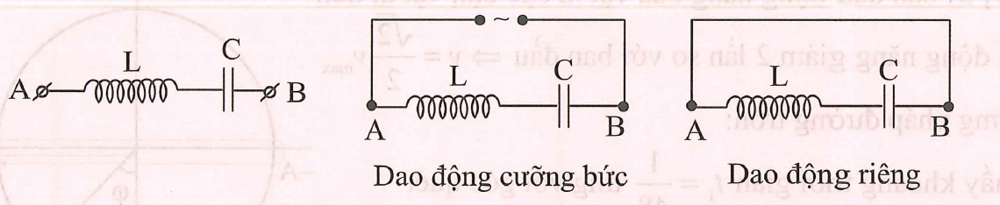 A L C B
~
L C
A B
Dao động cưỡng bức
L C
A B
Dao động riêng